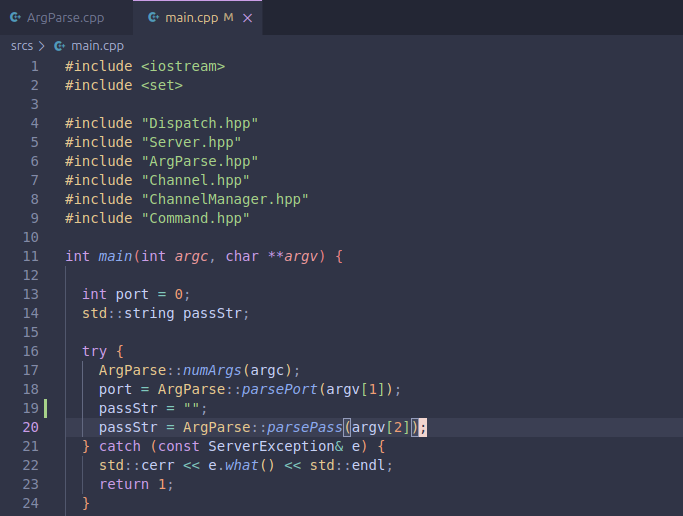 ArgParse.cpp main.cpp M
srcs > main.cpp
1 #include <iostream>
2 #include <set>
3
4 #include "Dispatch.hpp"
5 #include "Server.hpp"
6 #include "ArgParse.hpp"
7 #include "Channel.hpp"
8 #include "ChannelManager.hpp"
9 #include "Command.hpp"
10
11 int main(int argc, char **argv) {
12
13   int port = 0;
14   std::string passStr;
15
16   try {
17     ArgParse::numArgs(argc);
18     port = ArgParse::parsePort(argv[1]);
19     passStr = "";
20     passStr = ArgParse::parsePass(argv[2]);
21   } catch (const ServerException& e) {
22     std::cerr << e.what() << std::endl;
23     return 1;
24   }